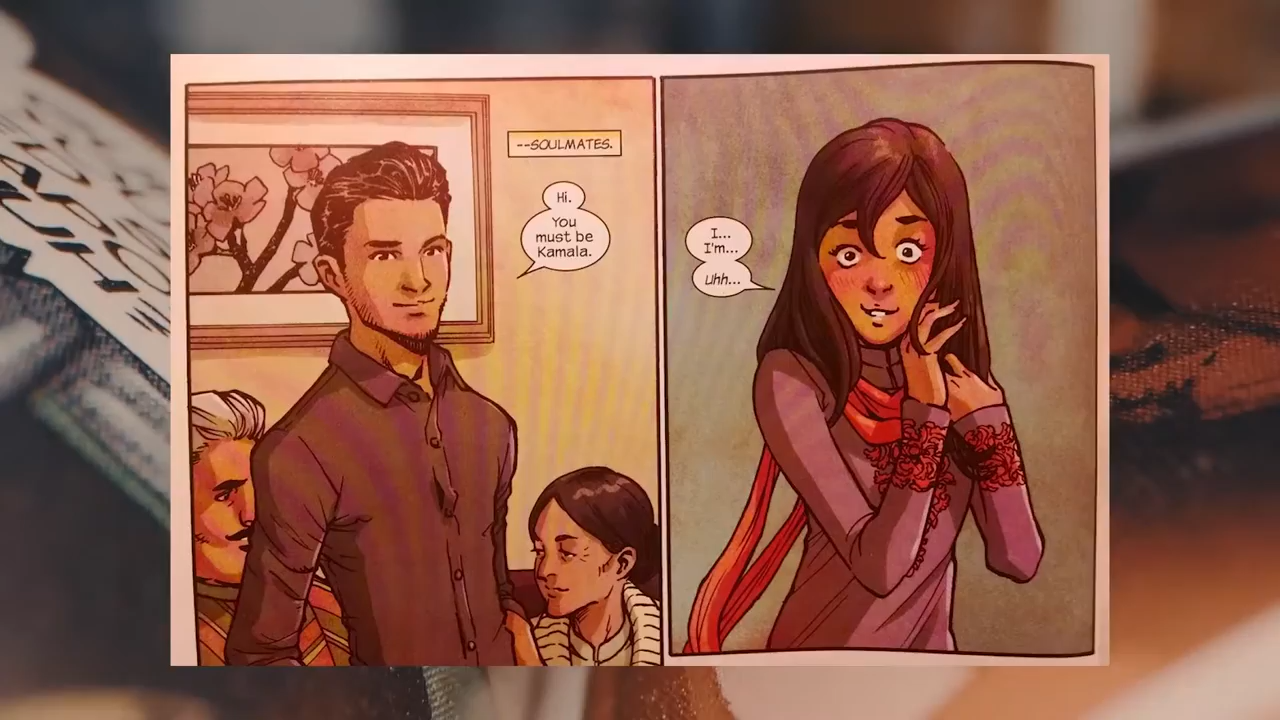 --SOULMATES.
Hi.
You
must be
Kamala.
I...
I'm...
Uhh...